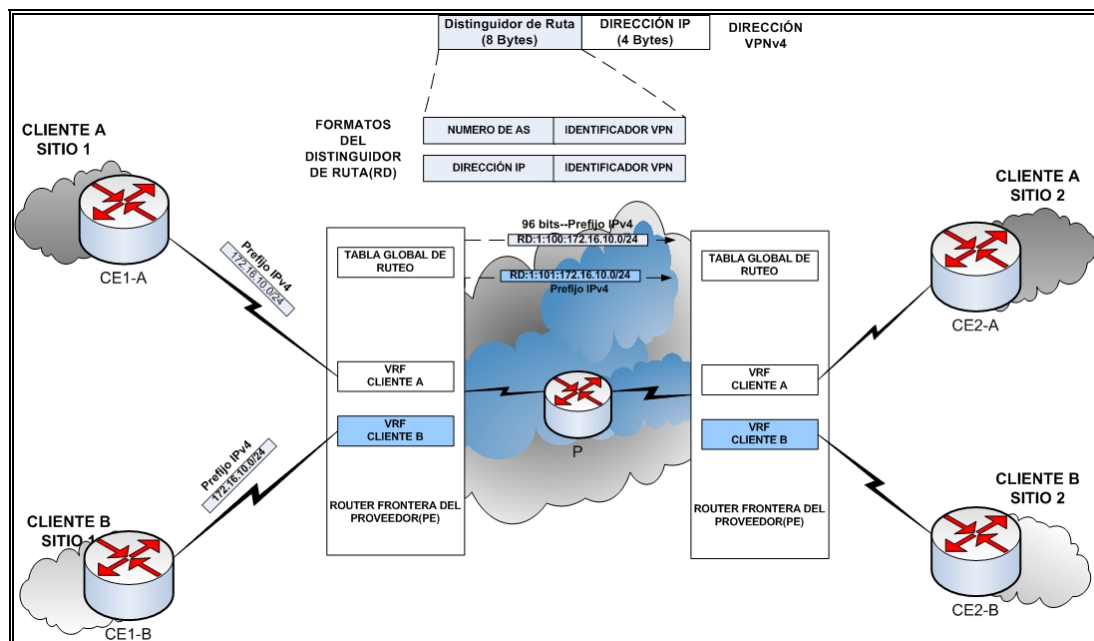 Distinguidor de Ruta
(8 Bytes)
DIRECCIÓN IP
(4 Bytes)
DIRECCIÓN
VPNv4
FORMATOS
DEL
DISTINGUIDOR
DE RUTA(RD)
NUMERO DE AS
IDENTIFICADOR VPN
DIRECCIÓN IP
IDENTIFICADOR VPN
CLIENTE A
SITIO 1
CE1-A
Prefijo IPv4
172.16.10.0/24
CLIENTE A
SITIO 2
CE2-A
96 bits--Prefijo IPv4
RD:1:100:172.16.10.0/24
RD:1:101:172.16.10.0/24
Prefijo IPv4
TABLA GLOBAL DE
RUTEO
VRF
CLIENTE A
VRF
CLIENTE B
ROUTER FRONTERA DEL
PROVEEDOR(PE)
P
TABLA GLOBAL DE
RUTEO
VRF
CLIENTE A
VRF
CLIENTE B
ROUTER FRONTERA DEL
PROVEEDOR(PE)
Prefijo IPv4
172.16.10.0/24
CLIENTE B
SITIO 1
CE1-B
CLIENTE B
SITIO 2
CE2-B